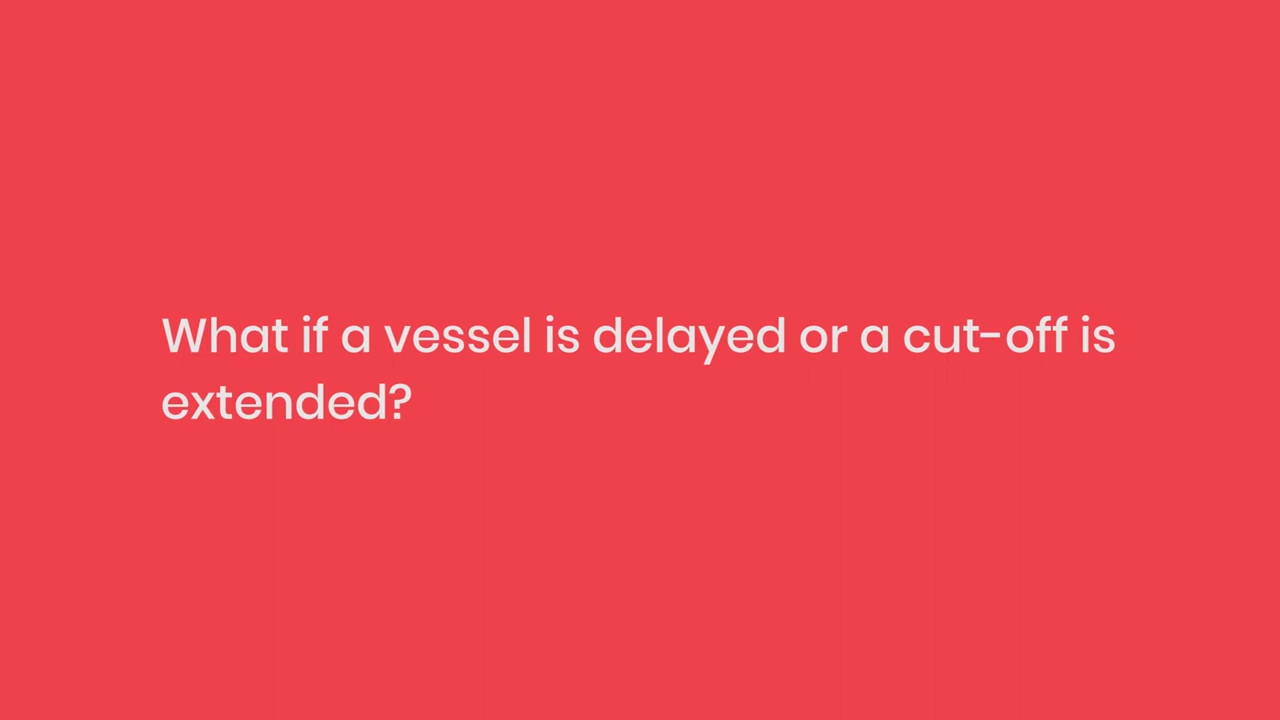 What if a vessel is delayed or a cut-off is
extended?